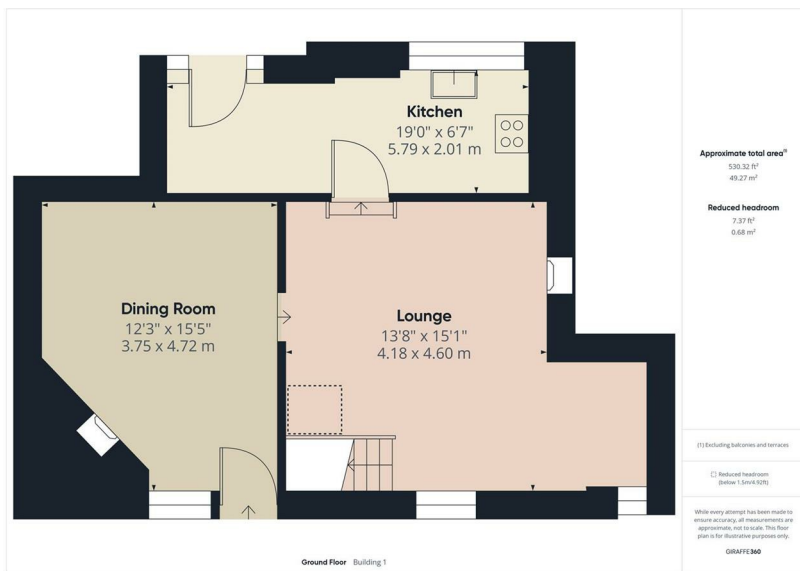 Kitchen
19'0" x 6'7"
5.79 x 2.01 m
Dining Room
12'3" x 15'5"
3.75 x 4.72 m
Lounge
13'8" x 15'1"
4.18 x 4.60 m
Ground Floor Building 1
Approximate total area⁽¹⁾
530.32 ft²
49.27 m²
Reduced headroom
7.37 ft²
0.68 m²
(1) Excluding balconies and terraces
Reduced headroom
(below 1.5m/4.92ft)
While every attempt has been made to
ensure accuracy, all measurements are
approximate, not to scale. This floor
plan is for illustrative purposes only.
GIRAFFE360